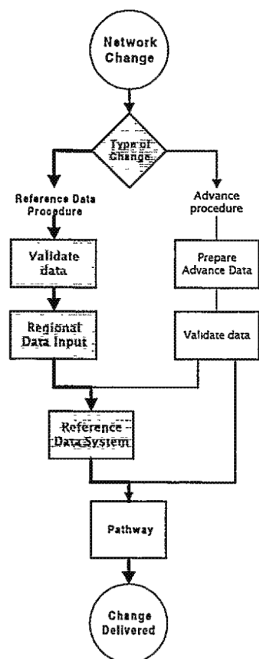 Network
Change
Type of
Change
Reference Data
Procedure
Advance
procedure
Validate
data
Prepare
Advance Data
Regional
Data Input
Validate data
Reference
Data System
Pathway
Change
Delivered